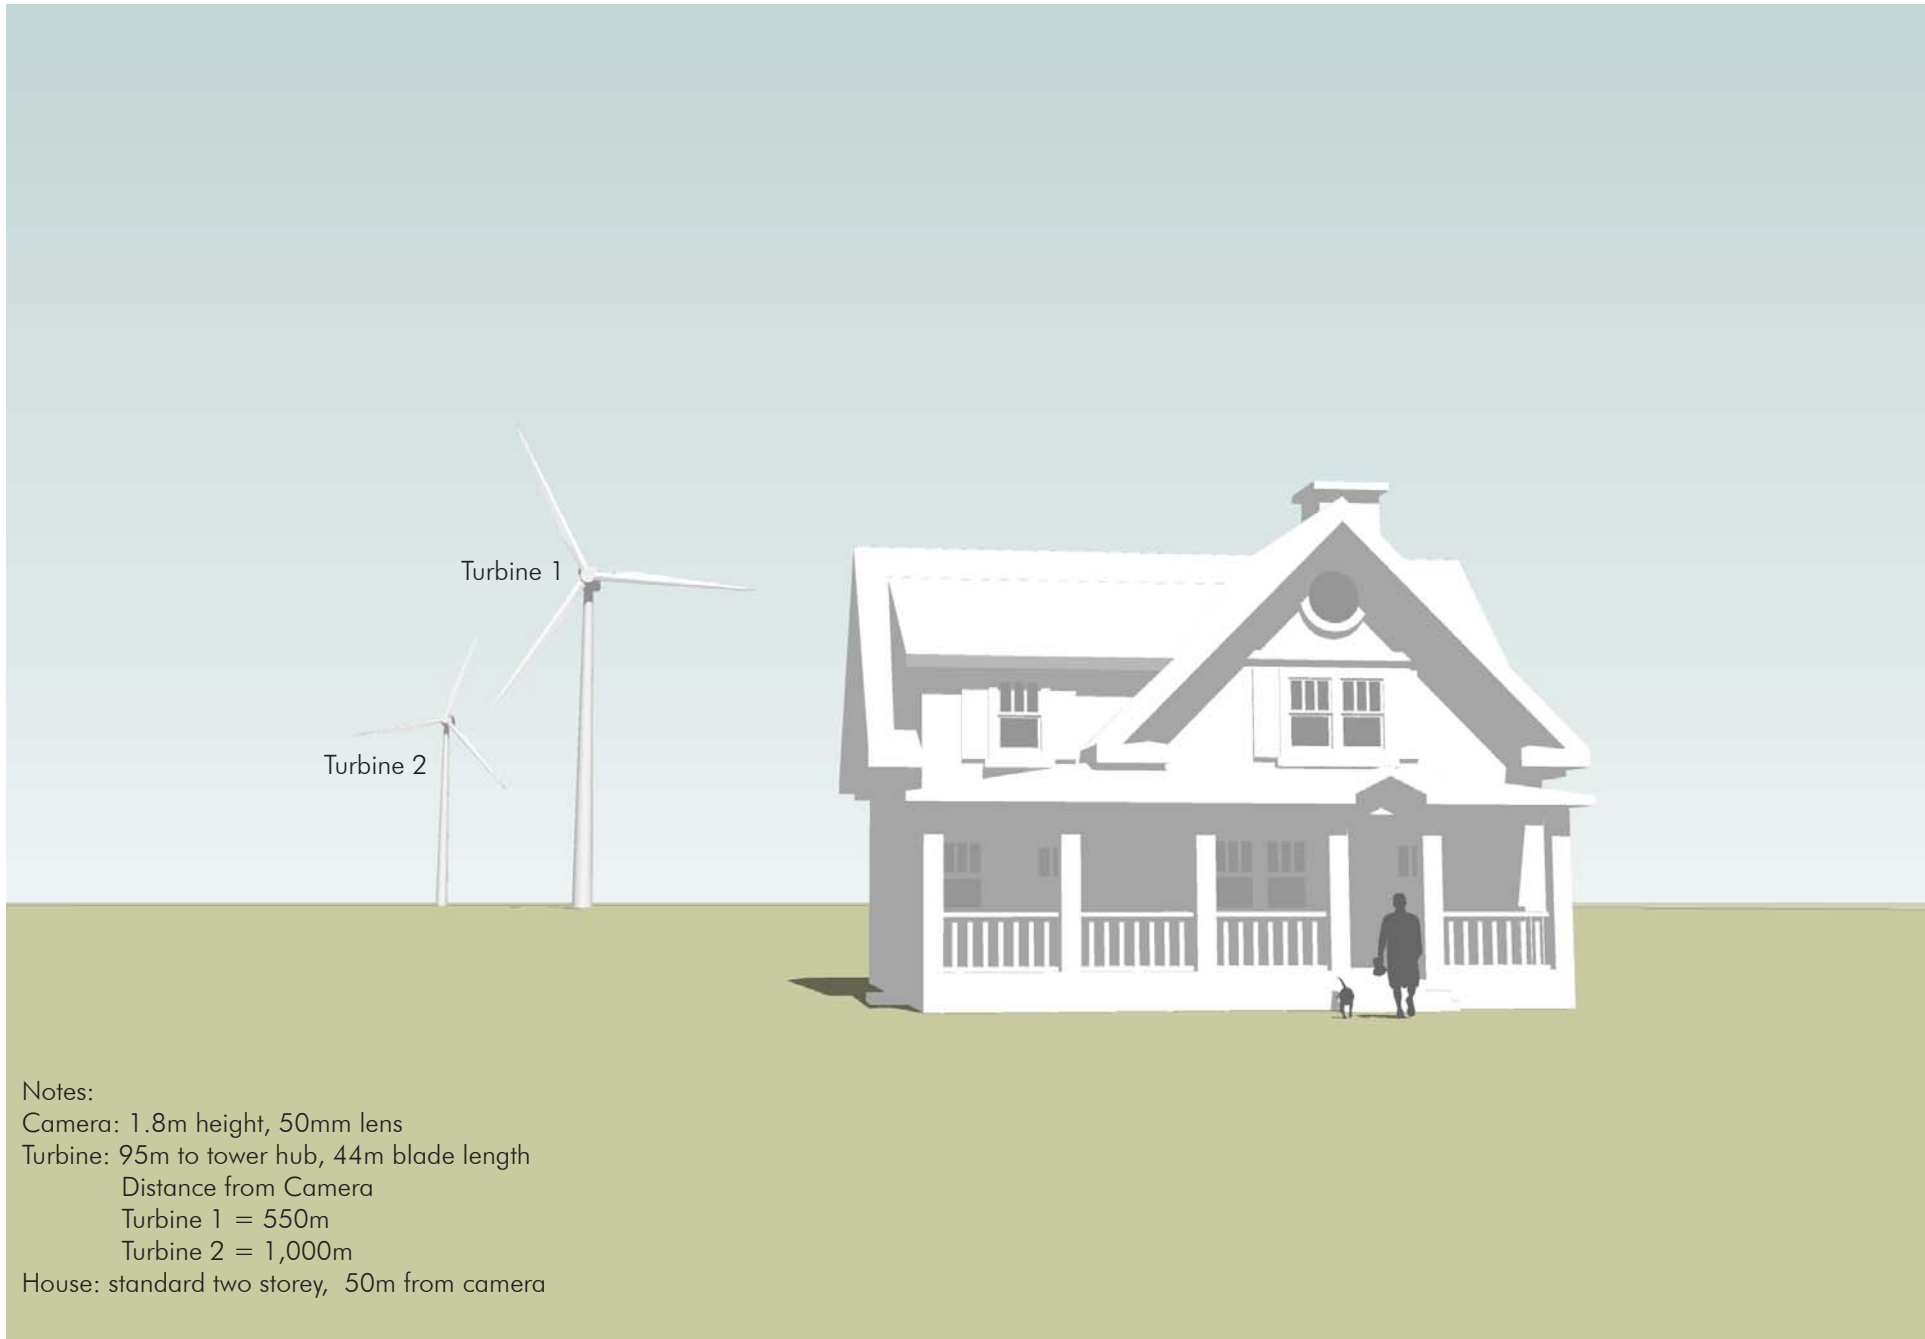 Turbine 1
Turbine 2
Notes:
Camera: 1.8m height, 50mm lens
Turbine: 95m to tower hub, 44m blade length
Distance from Camera
Turbine 1 = 550m
Turbine 2 = 1,000m
House: standard two storey,  50m from camera